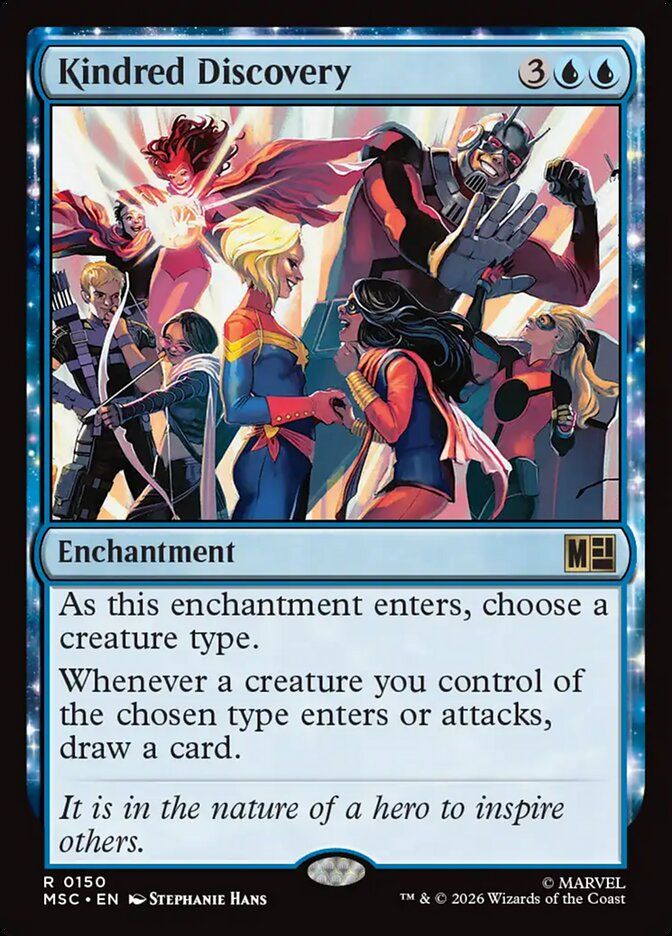 Kindred Discovery 3
Enchantment
As this enchantment enters, choose a
creature type.
Whenever a creature you control of
the chosen type enters or attacks,
draw a card.
It is in the nature of a hero to inspire
others.
R 0150 © MARVEL
MSC • EN Stephanie Hans ™ & © 2026 Wizards of the Coast